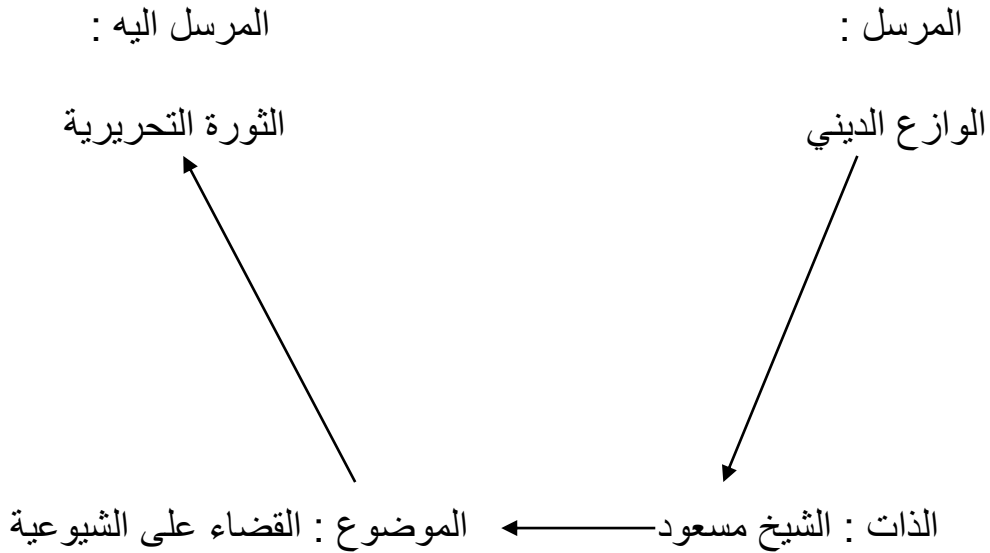 المرسل : المرسل اليه :
الوازع الديني الثورة التحريرية
الذات : الشيخ مسعود الموضوع : القضاء على الشيوعية